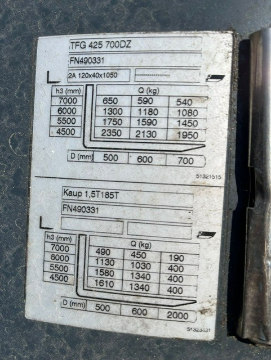 TFG 425 700DZ
FN490331
2A 120x40x1050
h3 (mm) Q (kg)
7000 650 590 540
6000 1300 1180 1080
5500 1750 1590 1450
4500 2350 2130 1950
D (mm) 500 600 700
51321515
Kaup 1,5T185T
FN490331
h3 (mm) Q (kg)
7000 490 450 190
6000 1130 1030 400
5500 1580 1340 400
4500 1610 1340 400
D (mm) 500 600 2000